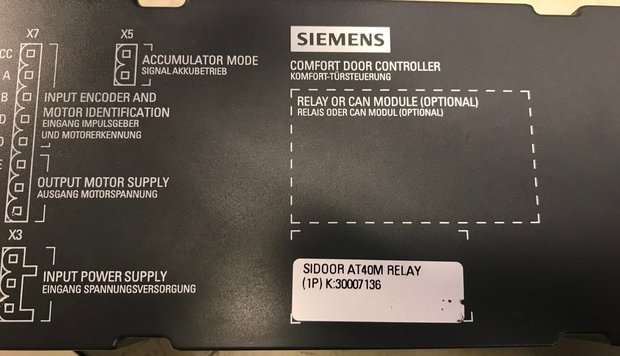 X7
CC
A
B
D
D
E
X5
ACCUMULATOR MODE
SIGNAL AKKUBETRIEB
INPUT ENCODER AND
MOTOR IDENTIFICATION
EINGANG IMPULSGEBER
UND MOTORERKENNUNG
OUTPUT MOTOR SUPPLY
AUSGANG MOTORSPANNUNG
X3
INPUT POWER SUPPLY
EINGANG SPANNUNGSVERSORGUNG
SIEMENS
COMFORT DOOR CONTROLLER
KOMFORT-TÜRSTEUERUNG
RELAY OR CAN MODULE (OPTIONAL)
RELAIS ODER CAN MODUL (OPTIONAL)
SIDOOR AT40M RELAY
(1P) K:30007136